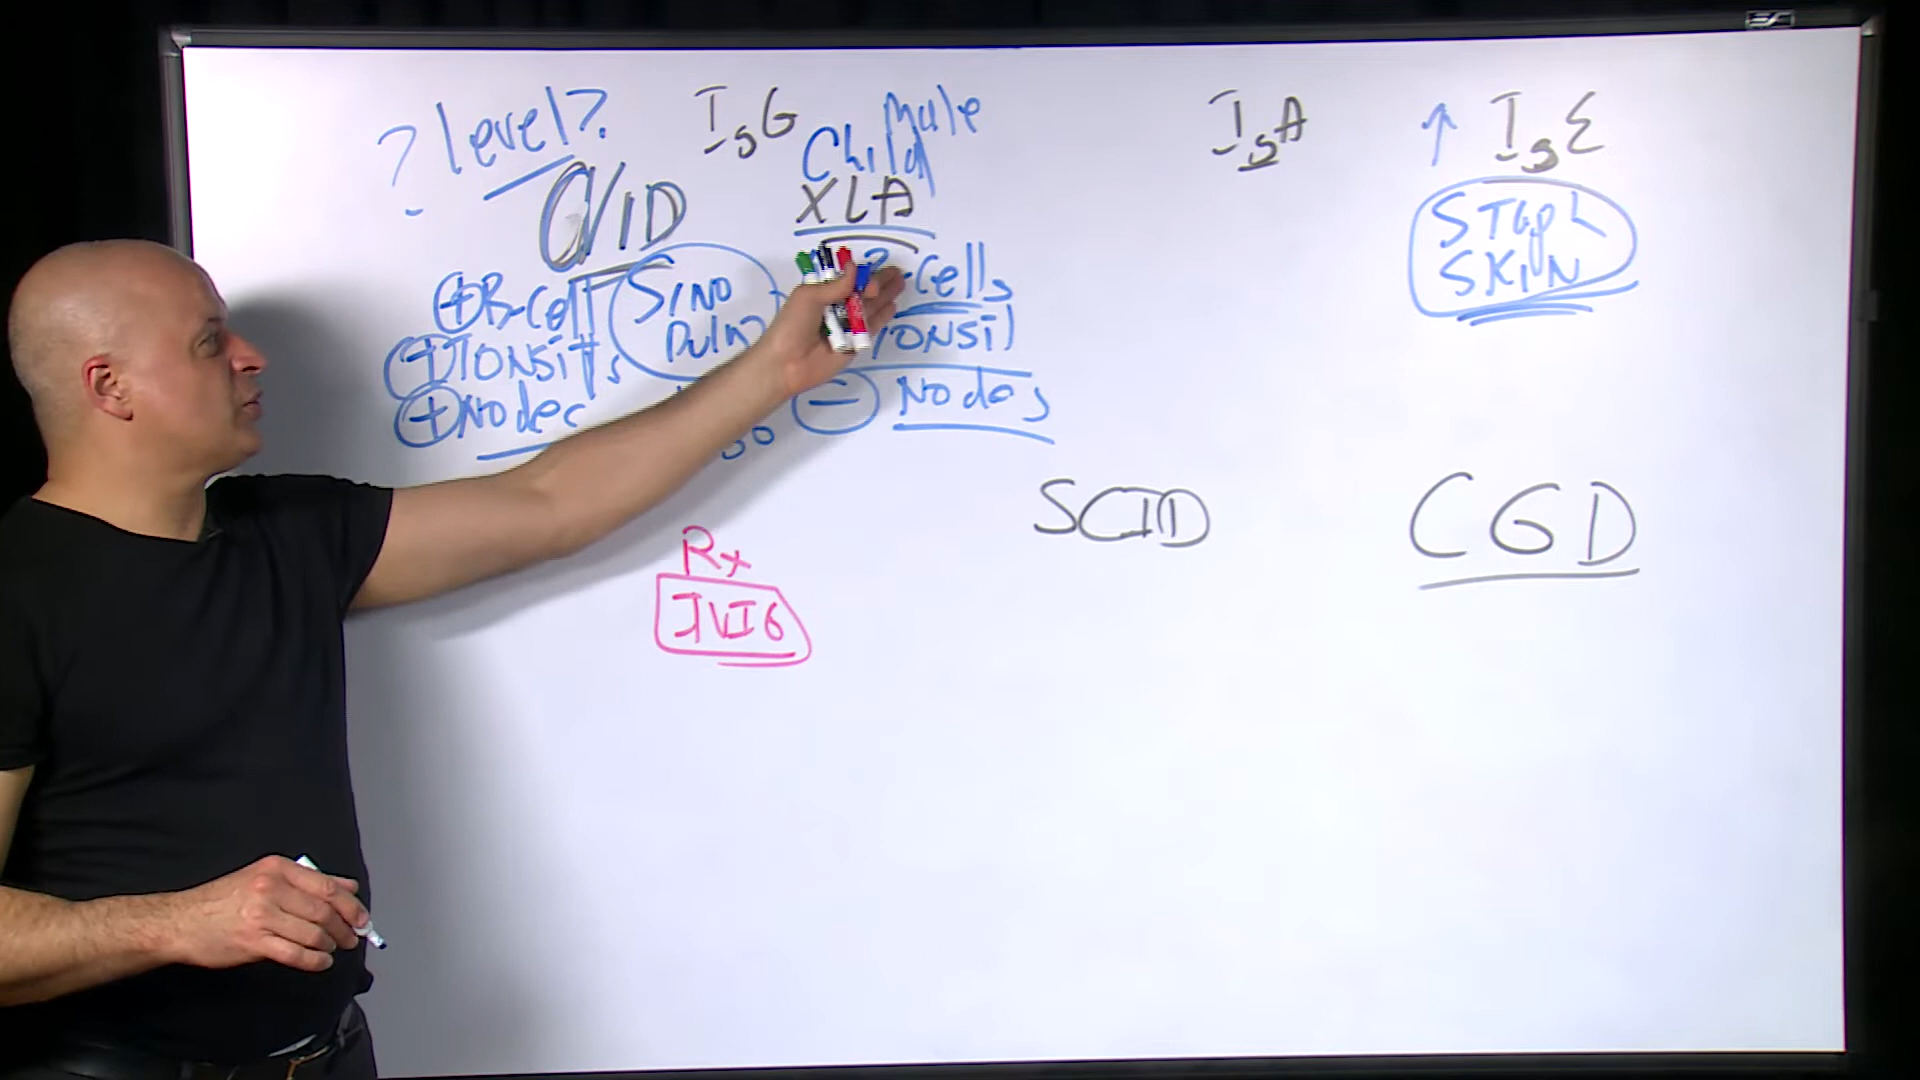 ? level?
IgG
Male
Child
IgA
↑ IgE
CVID
XLA
Staph
SKIN
+ B-cell
Sino
-cells
+ TONSils
Pulm
TONSil
+ Nodes
− Nodes
SCID
CGD
Rx
IVIG